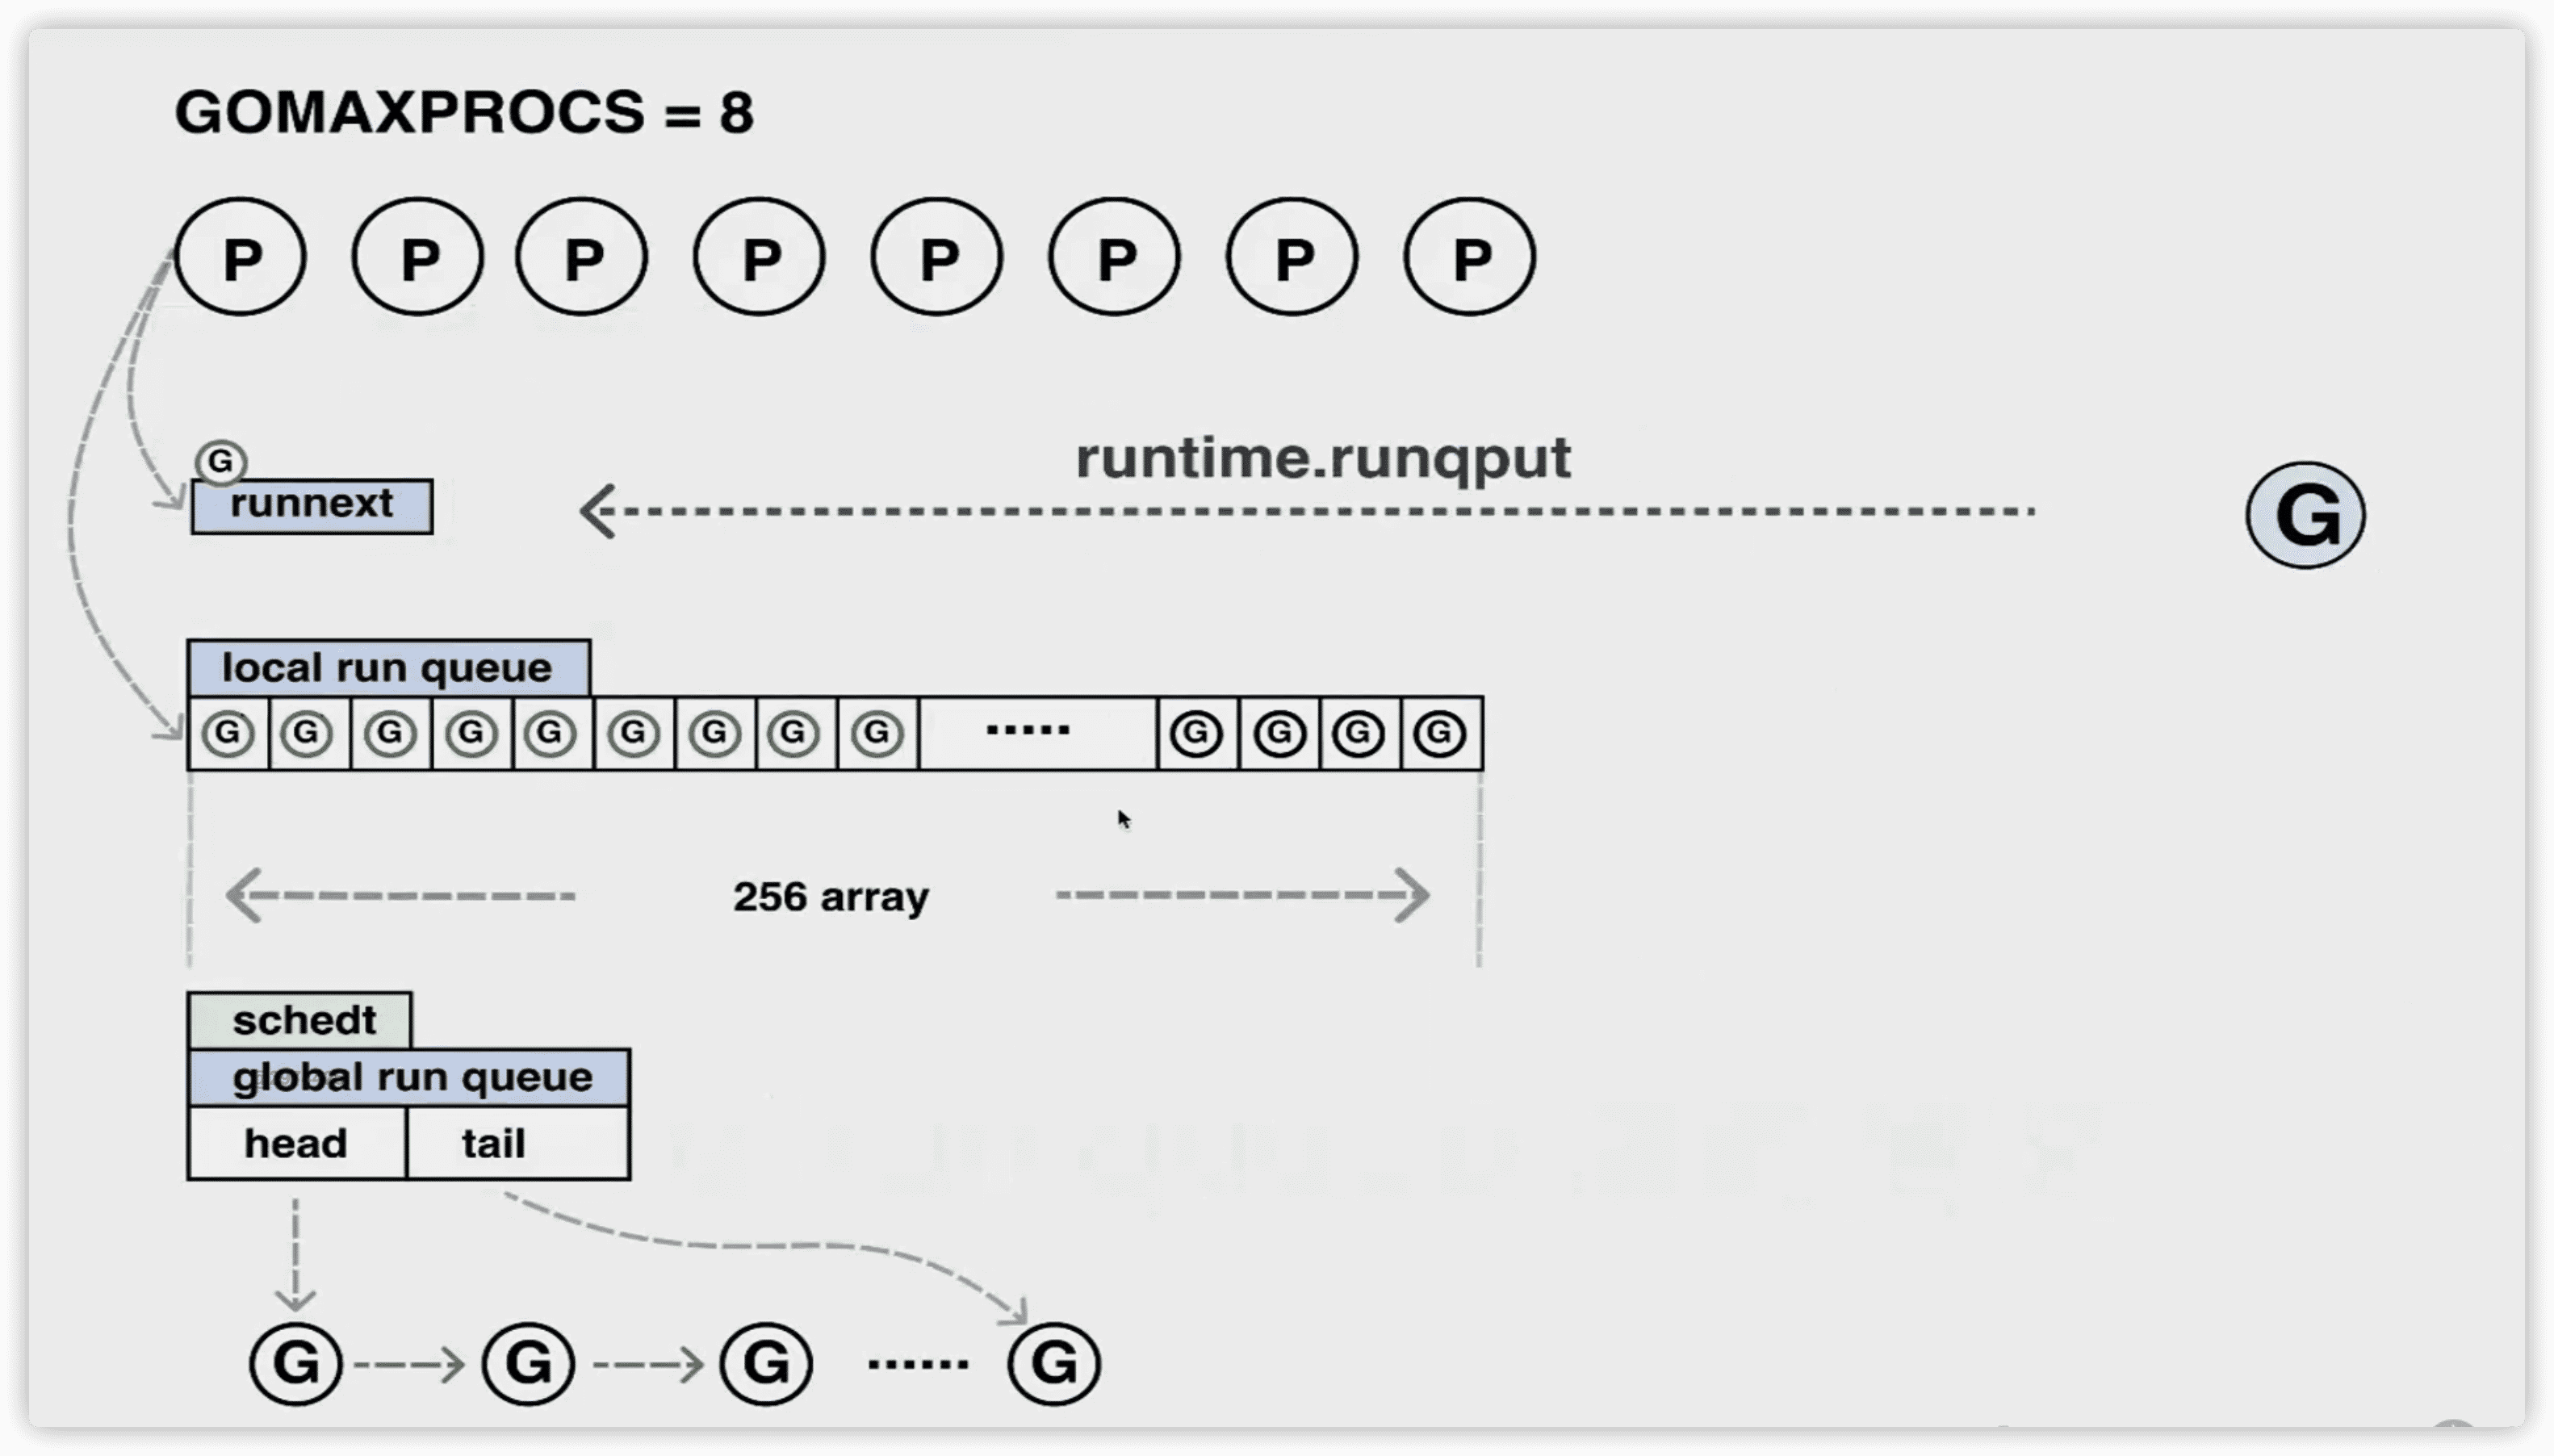 GOMAXPROCS = 8
P P P P P P P P
G
runnext
runtime.runqput
G
local run queue
G G G G G G G G G ..... G G G G
256 array
schedt
global run queue
head tail
G G G ...... G